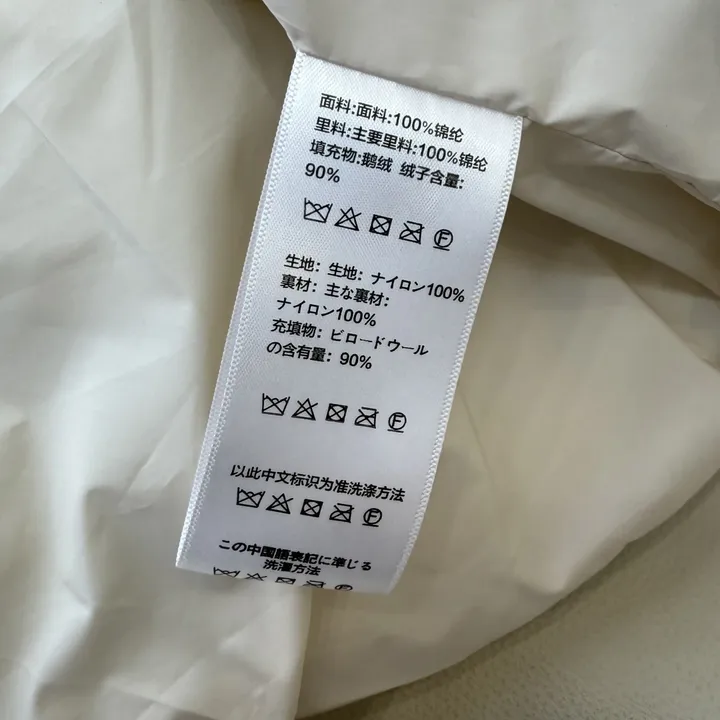 面料:面料:100%锦纶
里料:主要里料:100%锦纶
填充物:鹅绒 绒子含量:
90%
F
生地: 生地: ナイロン100%
裏材: 主な裏材:
ナイロン100%
充填物: ビロードウール
の含有量: 90%
F
以此中文标识为准洗涤方法
F
この中国語表記に準じる
洗濯方法